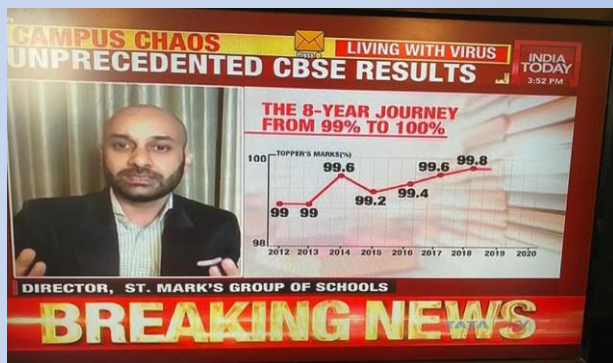 CAMPUS CHAOS
LIVING WITH VIRUS
UNPRECEDENTED CBSE RESULTS
INDIA
TODAY
3:52 PM
THE 8-YEAR JOURNEY
FROM 99% TO 100%
TOPPER'S MARKS(%)
100
99 99 99.6 99.2 99.4 99.6 99.8
98
2012 2013 2014 2015 2016 2017 2018 2019 2020
DIRECTOR, ST. MARK'S GROUP OF SCHOOLS
BREAKING NEWS
TATA